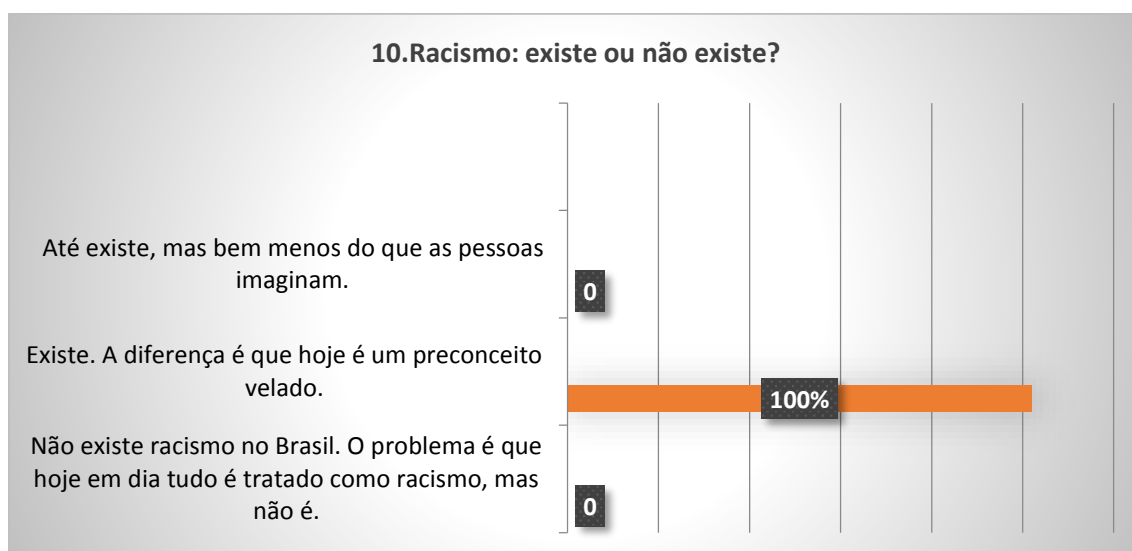 10.Racismo: existe ou não existe?
Até existe, mas bem menos do que as pessoas
imaginam.
0
Existe. A diferença é que hoje é um preconceito
velado.
100%
Não existe racismo no Brasil. O problema é que
hoje em dia tudo é tratado como racismo, mas
não é.
0